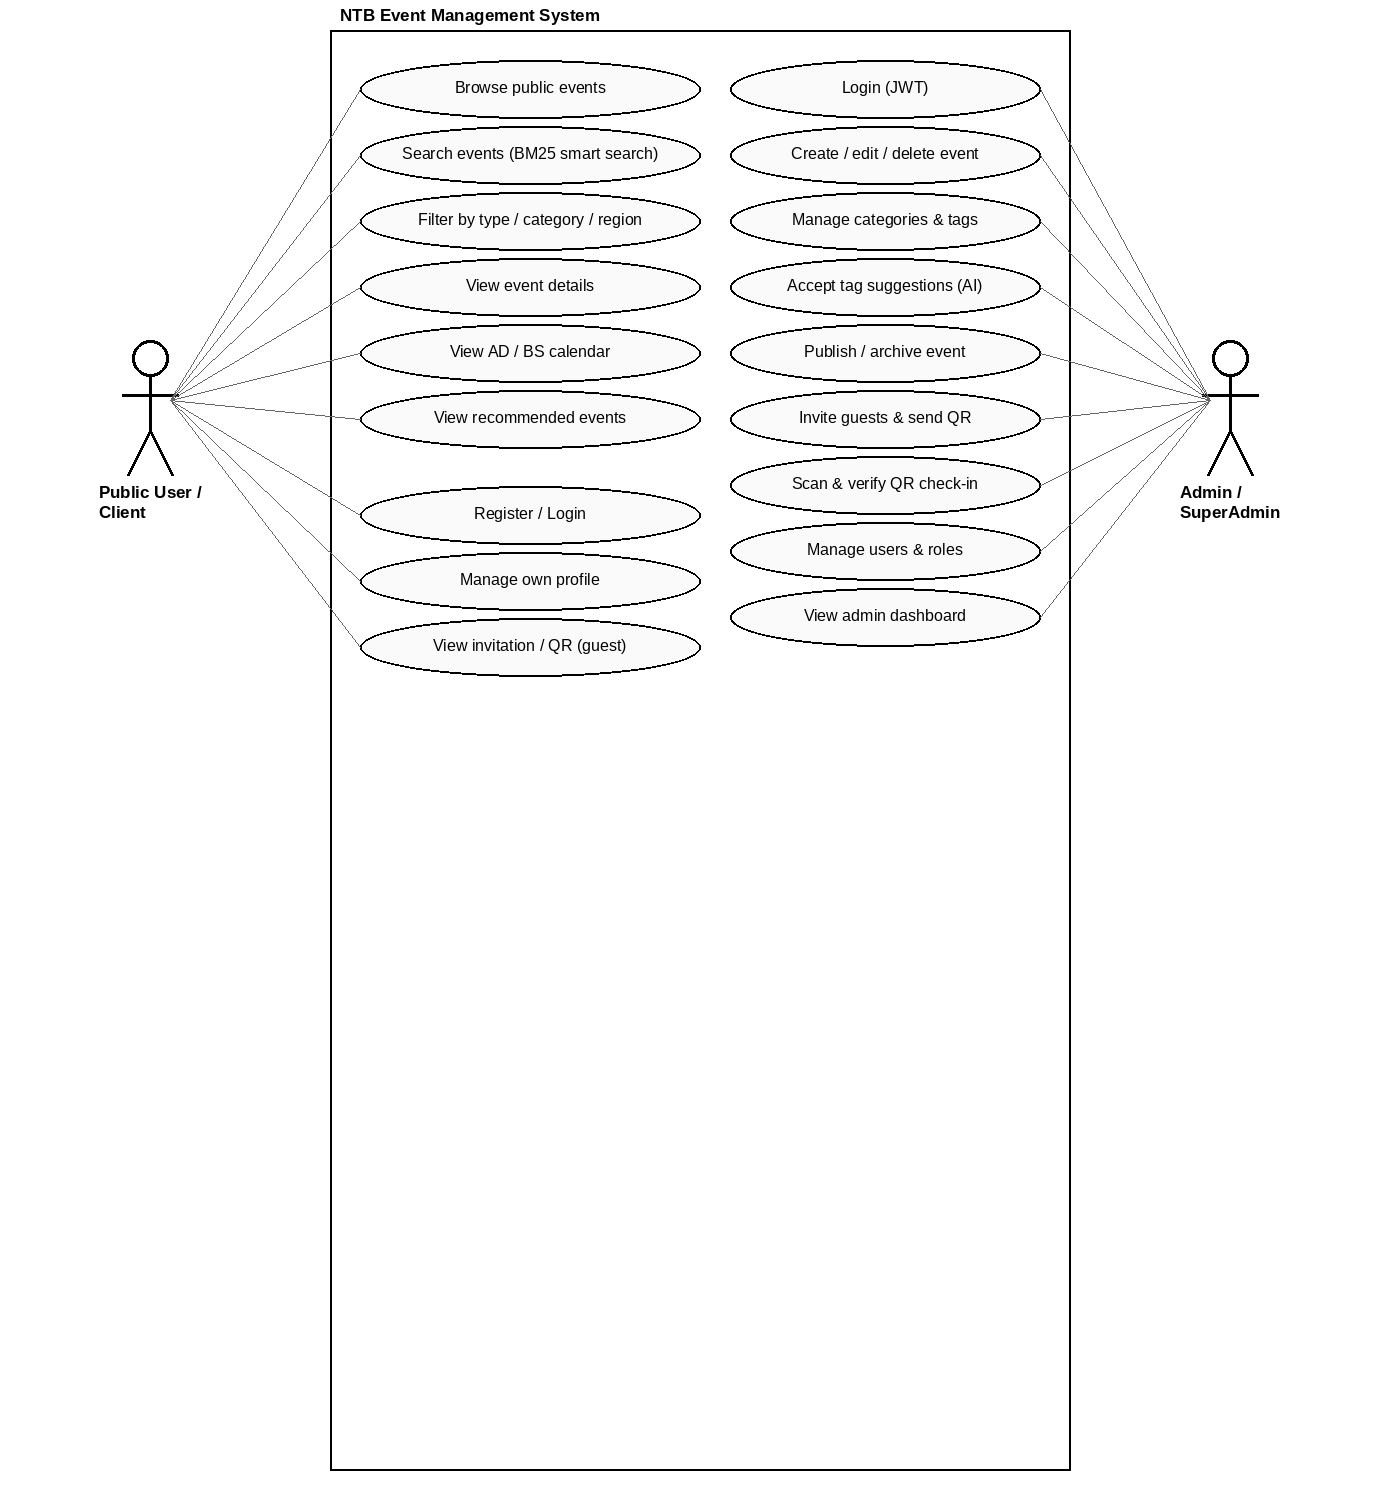 NTB Event Management System
Browse public events
Search events (BM25 smart search)
Filter by type / category / region
View event details
View AD / BS calendar
View recommended events
Register / Login
Manage own profile
View invitation / QR (guest)
Login (JWT)
Create / edit / delete event
Manage categories & tags
Accept tag suggestions (AI)
Publish / archive event
Invite guests & send QR
Scan & verify QR check-in
Manage users & roles
View admin dashboard
Public User /
Client
Admin /
SuperAdmin